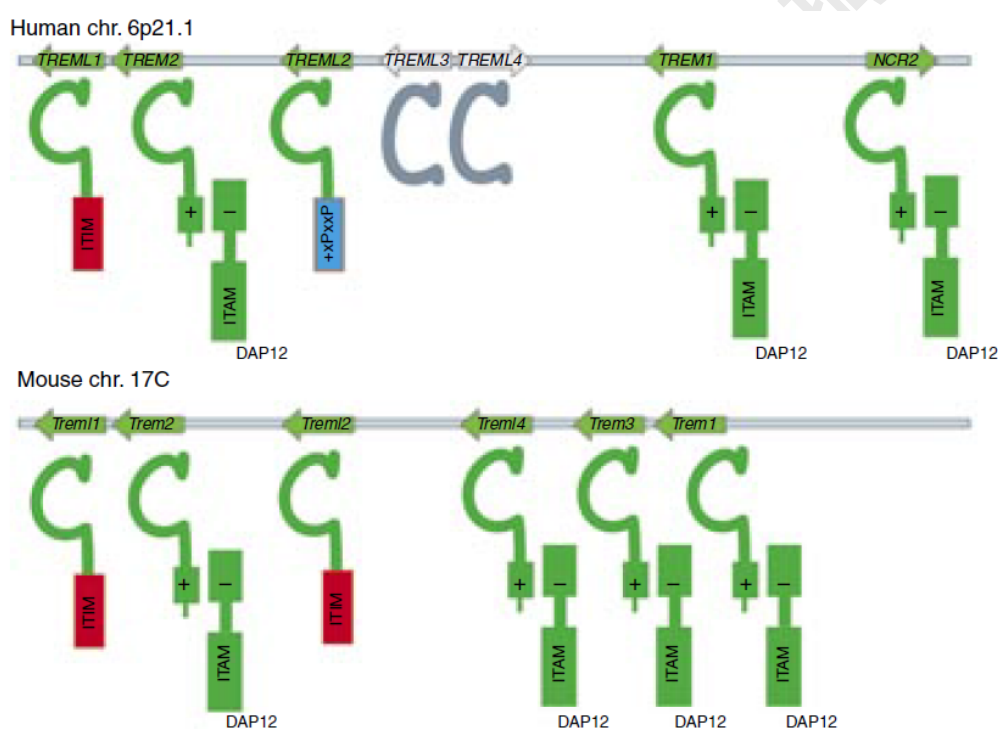 Human chr. 6p21.1
TREML1 TREM2 TREML2 TREML3 TREML4 TREM1 NCR2
+ − + − + −
ITIM +xPxxP
ITAM ITAM ITAM
DAP12 DAP12 DAP12
Mouse chr. 17C
Treml1 Trem2 Treml2 Treml4 Trem3 Trem1
+ − + − + − + −
ITIM ITIM
ITAM ITAM ITAM ITAM
DAP12 DAP12 DAP12 DAP12